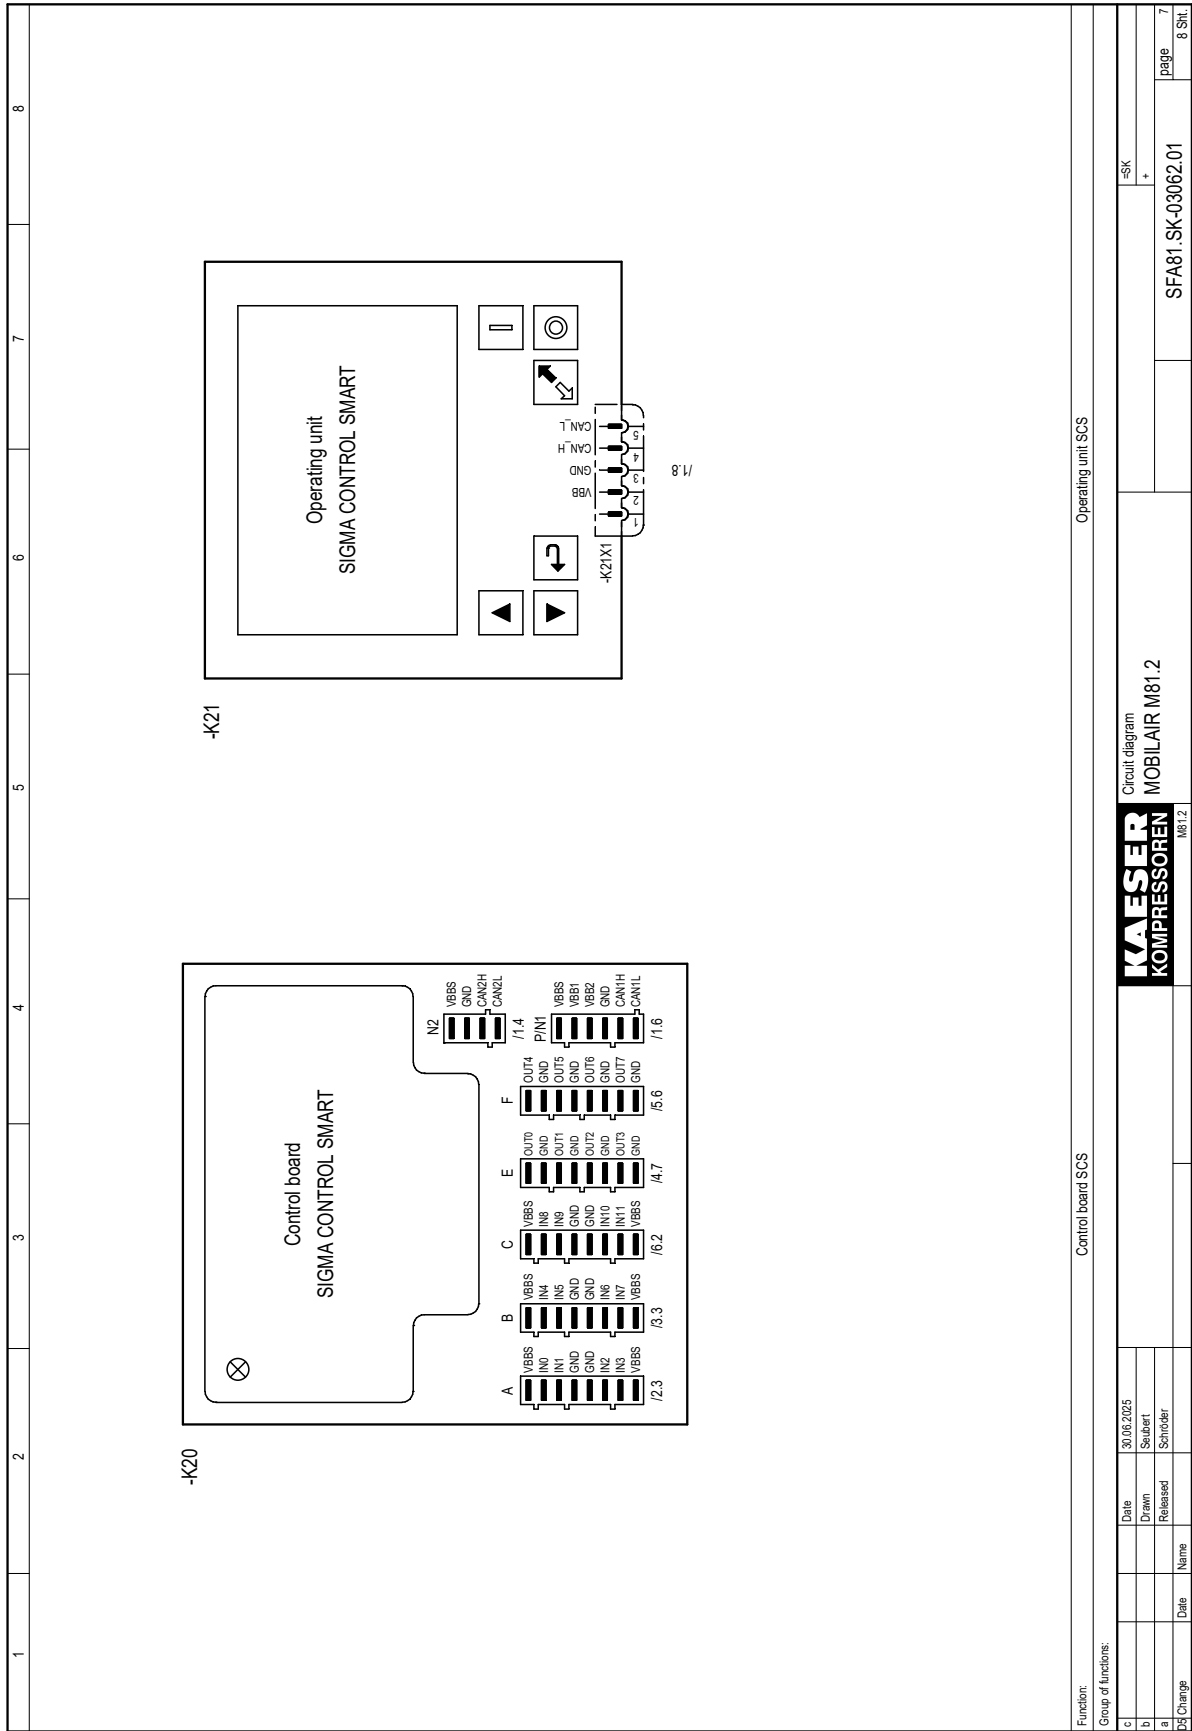 1 2 3 4 5 6 7 8
-K20
Control board
SIGMA CONTROL SMART
N2
VBBS
GND
CAN2H
CAN2L
/1.4
A
VBBS
IN0
IN1
GND
GND
IN2
IN3
VBBS
/2.3
B
VBBS
IN4
IN5
GND
GND
IN6
IN7
VBBS
/3.3
C
VBBS
IN8
IN9
GND
GND
IN10
IN11
VBBS
/6.2
E
OUT0
GND
OUT1
GND
OUT2
GND
OUT3
GND
/4.7
F
OUT4
GND
OUT5
GND
OUT6
GND
OUT7
GND
/5.6
P/N1
VBBS
VBB1
VBB2
GND
CAN1H
CAN1L
/1.6
-K21
Operating unit
SIGMA CONTROL SMART
-K21X1
VBB
GND
CAN_H
CAN_L
1 2 3 4 5
/1.8
Function: Control board SCS Operating unit SCS
Group of functions:
c Date 30.06.2025
b Drawn Seubert
a Released Schröder
D5 Change Date Name
KAESER
KOMPRESSOREN
M81.2
Circuit diagram
MOBILAIR M81.2
=SK
+
SFA81.SK-03062.01
page 7
8 Sht.